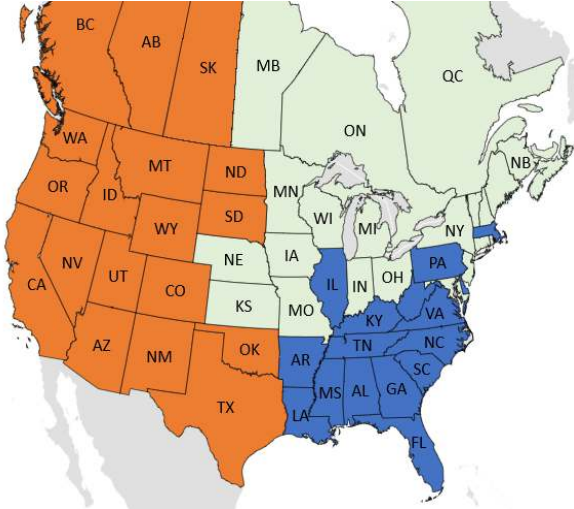 BC
AB
SK
MB
ON
QC
NB
WA
MT
ND
MN
OR
ID
WY
SD
WI
MI
NY
NV
UT
CO
NE
IA
IL
IN
OH
PA
CA
KS
MO
KY
VA
AZ
NM
OK
AR
TN
NC
TX
LA
MS
AL
GA
SC
FL